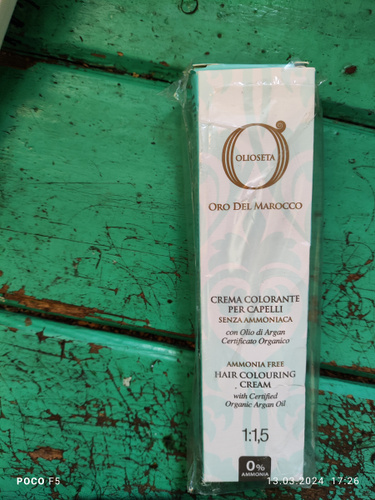 OLIOSETA
ORO DEL MAROCCO
CREMA COLORANTE
PER CAPELLI
SENZA AMMONIACA
con Olio di Argan
Certificato Organico
AMMONIA FREE
HAIR COLOURING
CREAM
with Certified
Organic Argan Oil
1:1,5
0%
AMMONIA
POCO F5
13.03.2024 17:26